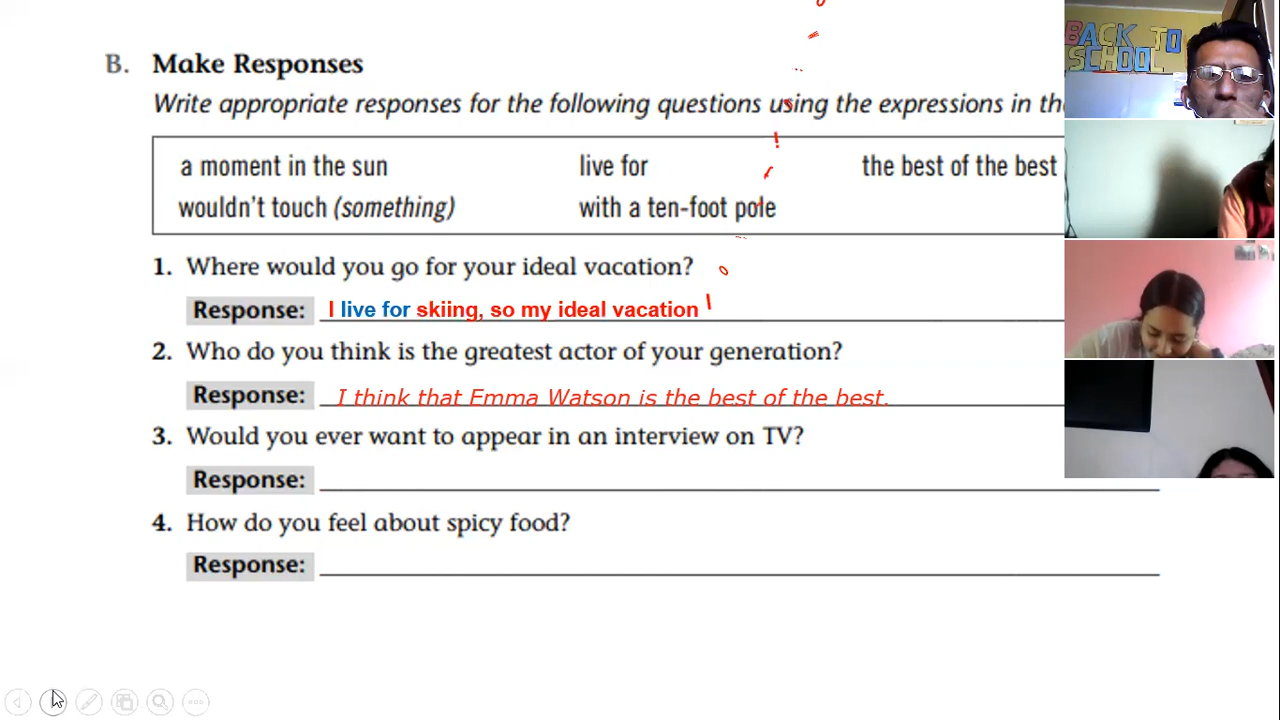 BACK TO
SCHOOL
B. Make Responses
Write appropriate responses for the following questions using the expressions in
a moment in the sun live for the best of the best
wouldn't touch (something) with a ten-foot pole
1. Where would you go for your ideal vacation?
Response: I live for skiing, so my ideal vacation
2. Who do you think is the greatest actor of your generation?
Response: I think that Emma Watson is the best of the best.
3. Would you ever want to appear in an interview on TV?
Response:
4. How do you feel about spicy food?
Response: